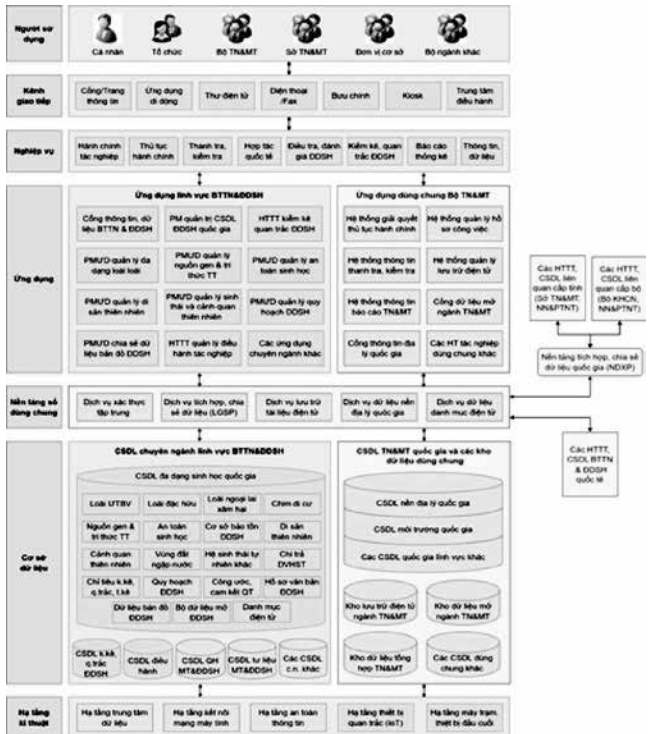 Người sử dụng
Cá nhân
Tổ chức
Bộ TN&MT
Sở TN&MT
Đơn vị cơ sở
Bộ ngành khác
Kênh giao tiếp
Cổng/Trang thông tin
Ứng dụng di động
Thư điện tử
Điện thoại /Fax
Bưu chính
Kiosk
Trung tâm điều hành
Nghiệp vụ
Hành chính tác nghiệp
Thủ tục hành chính
Thanh tra, kiểm tra
Hợp tác quốc tế
Điều tra, đánh giá ĐDSH
Kiểm kê, quan trắc ĐDSH
Báo cáo thống kê
Thông tin, dữ liệu
Ứng dụng
Ứng dụng lĩnh vực BTTN&ĐDSH
Cổng thông tin, dữ liệu BTTN & ĐDSH
PM quản trị CSDL ĐDSH quốc gia
HTTT kiểm kê quan trắc ĐDSH
PMƯD quản lý đa dạng loài loài
PMƯD quản lý nguồn gen & tri thức TT
PMƯD quản lý an toàn sinh học
PMƯD quản lý di sản thiên nhiên
PMƯD quản lý sinh thái và cảnh quan thiên nhiên
PMƯD quản lý quy hoạch ĐDSH
PMƯD chia sẻ dữ liệu bản đồ ĐDSH
HTTT quản lý điều hành tác nghiệp
Các ứng dụng chuyên ngành khác
Ứng dụng dùng chung Bộ TN&MT
Hệ thống giải quyết thủ tục hành chính
Hệ thống quản lý hồ sơ công việc
Hệ thống thông tin thanh tra, kiểm tra
Hệ thống quản lý lưu trữ điện tử
Hệ thống thông tin báo cáo TN&MT
Cổng dữ liệu mở ngành TN&MT
Cổng thông tin địa lý quốc gia
Các HT tác nghiệp dùng chung khác
Các HTTT, CSDL liên quan cấp tỉnh (Sở TN&MT, NN&PTNT)
Các HTTT, CSDL liên quan cấp bộ (Bộ KHCN, NN&PTNT)
Nền tảng tích hợp, chia sẻ dữ liệu quốc gia (NDXP)
Nền tảng số dùng chung
Dịch vụ xác thực tập trung
Dịch vụ tích hợp, chia sẻ dữ liệu (LGSP)
Dịch vụ lưu trữ tài liệu điện tử
Dịch vụ dữ liệu nền địa lý quốc gia
Dịch vụ dữ liệu danh mục điện tử
Các HTTT, CSDL BTTN & ĐDSH quốc tế
Cơ sở dữ liệu
CSDL chuyên ngành lĩnh vực BTTN&ĐDSH
CSDL đa dạng sinh học quốc gia
Loài ƯTBV
Loài đặc hữu
Loài ngoại lai xâm hại
Chim di cư
Nguồn gen & tri thức TT
An toàn sinh học
Cơ sở bảo tồn ĐDSH
Di sản thiên nhiên
Cảnh quan thiên nhiên
Vùng đất ngập nước
Hệ sinh thái tự nhiên khác
Chi trả DVHST
Chỉ tiêu k.kê, q.trắc, t.kê
Quy hoạch ĐDSH
Công ước, cam kết QT
Hồ sơ văn bản ĐDSH
Dữ liệu bản đồ ĐDSH
Bộ dữ liệu mở ĐDSH
Danh mục điện tử
CSDL k.kê, q.trắc ĐDSH
CSDL điều hành
CSDL QH MT&ĐDSH
CSDL tư liệu MT&ĐDSH
Các CSDL c.n. khác
CSDL TN&MT quốc gia và các kho dữ liệu dùng chung
CSDL nền địa lý quốc gia
CSDL môi trường quốc gia
Các CSDL quốc gia lĩnh vực khác
Kho lưu trữ điện tử ngành TN&MT
Kho dữ liệu mở ngành TN&MT
Kho dữ liệu tổng hợp TN&MT
Các CSDL dùng chung khác
Hạ tầng kĩ thuật
Hạ tầng trung tâm dữ liệu
Hạ tầng kết nối mạng máy tính
Hạ tầng an toàn thông tin
Hạ tầng thiết bị quan trắc (IoT)
Hạ tầng máy trạm, thiết bị đầu cuối